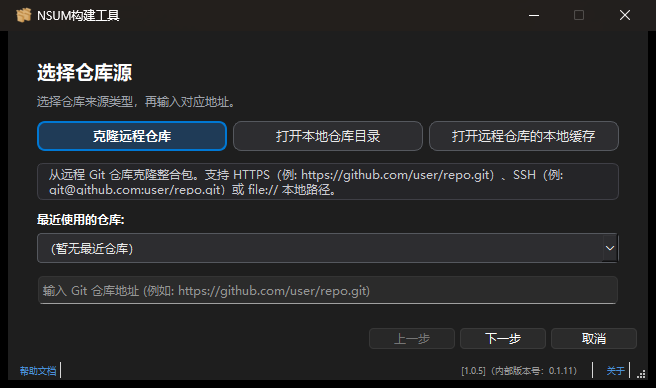 NSUM构建工具
选择仓库源
选择仓库来源类型，再输入对应地址。
克隆远程仓库
打开本地仓库目录
打开远程仓库的本地缓存
从远程 Git 仓库克隆整合包。支持 HTTPS（例: https://github.com/user/repo.git）、SSH（例:
git@github.com:user/repo.git）或 file:// 本地路径。
最近使用的仓库:
（暂无最近仓库）
输入 Git 仓库地址 (例如: https://github.com/user/repo.git)
上一步
下一步
取消
帮助文档
[1.0.5]（内部版本号：0.1.11）
关于